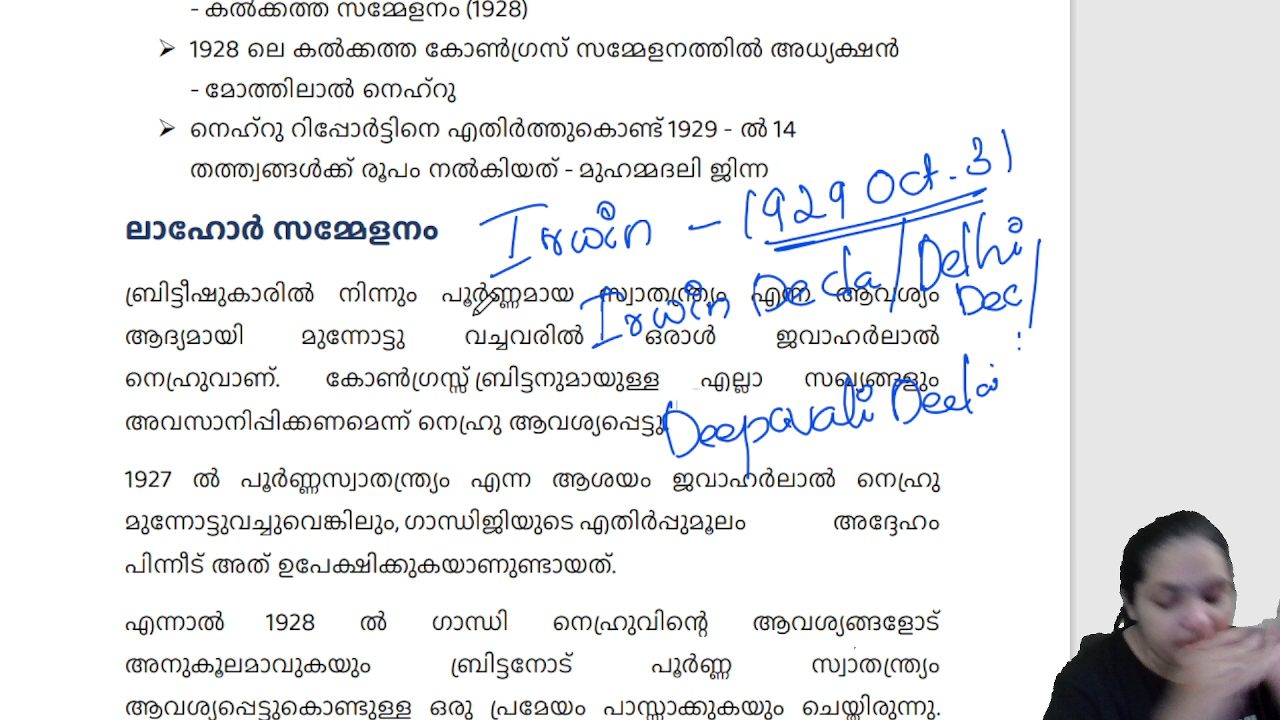 - കൽക്കത്ത സമ്മേളനം (1928)
➤ 1928 ലെ കൽക്കത്ത കോൺഗ്രസ് സമ്മേളനത്തിൽ അധ്യക്ഷൻ
- മോത്തിലാൽ നെഹ്റു
➤ നെഹ്റു റിപ്പോർട്ടിനെ എതിർത്തുകൊണ്ട് 1929 - ൽ 14
തത്ത്വങ്ങൾക്ക് രൂപം നൽകിയത് - മുഹമ്മദലി ജിന്ന
ലാഹോർ സമ്മേളനം
Irwin - 1929 Oct. 31
Irwin Decla/Delhi
Dec/
Deepavali Decla
ബ്രിട്ടീഷുകാരിൽ നിന്നും പൂർണ്ണമായ സ്വാതന്ത്ര്യം എന്ന ആവശ്യം
ആദ്യമായി മുന്നോട്ടു വച്ചവരിൽ ഒരാൾ ജവാഹർലാൽ
നെഹ്രുവാണ്. കോൺഗ്രസ്സ് ബ്രിട്ടനുമായുള്ള എല്ലാ സഖ്യങ്ങളും
അവസാനിപ്പിക്കണമെന്ന് നെഹ്രു ആവശ്യപ്പെട്ടു
1927 ൽ പൂർണ്ണസ്വാതന്ത്ര്യം എന്ന ആശയം ജവാഹർലാൽ നെഹ്രു
മുന്നോട്ടുവച്ചുവെങ്കിലും, ഗാന്ധിജിയുടെ എതിർപ്പുമൂലം അദ്ദേഹം
പിന്നീട് അത് ഉപേക്ഷിക്കുകയാണുണ്ടായത്.
എന്നാൽ 1928 ൽ ഗാന്ധി നെഹ്രുവിന്റെ ആവശ്യങ്ങളോട്
അനുകൂലമാവുകയും ബ്രിട്ടനോട് പൂർണ്ണ സ്വാതന്ത്ര്യം
ആവശ്യപ്പെട്ടുകൊണ്ടുള്ള ഒരു പ്രമേയം പാസ്സാക്കുകയും ചെയ്തിരുന്നു.